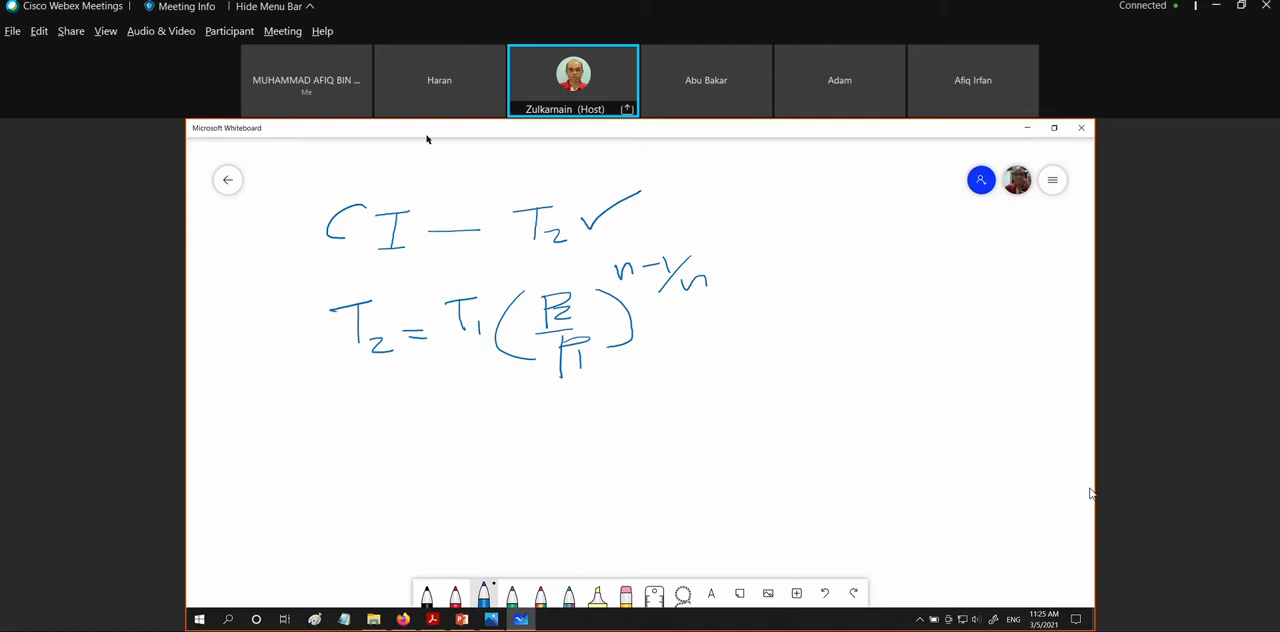 Cisco Webex Meetings
Meeting Info
Hide Menu Bar
Connected
File Edit Share View Audio & Video Participant Meeting Help
MUHAMMAD AFIQ BIN ...
Me
Haran
Zulkarnain (Host)
Abu Bakar
Adam
Afiq Irfan
Microsoft Whiteboard
CI — T₂ ✓
T₂ = T₁ (P₂/P₁)^n-1/n
A
ENG
11:25 AM
3/5/2021